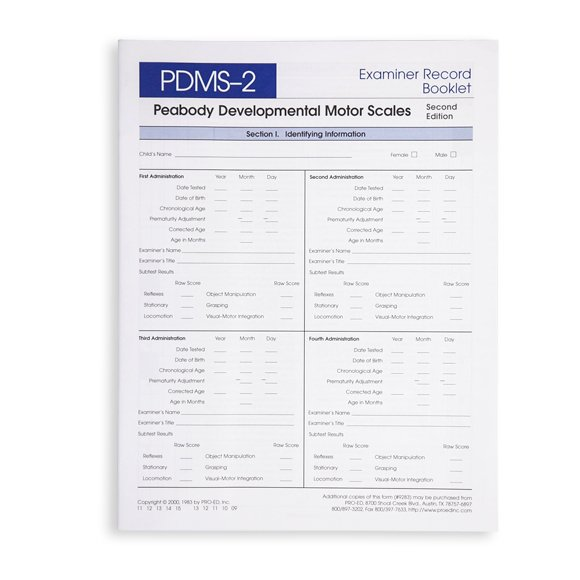 PDMS–2
Examiner Record
Booklet
Peabody Developmental Motor Scales
Second
Edition
Section I. Identifying Information
Child's Name
Female
Male
First Administration Year Month Day
Date Tested
Date of Birth
Chronological Age
Prematurity Adjustment
Corrected Age
Age in Months
Examiner's Name
Examiner's Title
Subtest Results
Raw Score Raw Score
Reflexes Object Manipulation
Stationary Grasping
Locomotion Visual-Motor Integration
Second Administration Year Month Day
Date Tested
Date of Birth
Chronological Age
Prematurity Adjustment
Corrected Age
Age in Months
Examiner's Name
Examiner's Title
Subtest Results
Raw Score Raw Score
Reflexes Object Manipulation
Stationary Grasping
Locomotion Visual-Motor Integration
Third Administration Year Month Day
Date Tested
Date of Birth
Chronological Age
Prematurity Adjustment
Corrected Age
Age in Months
Examiner's Name
Examiner's Title
Subtest Results
Raw Score Raw Score
Reflexes Object Manipulation
Stationary Grasping
Locomotion Visual-Motor Integration
Fourth Administration Year Month Day
Date Tested
Date of Birth
Chronological Age
Prematurity Adjustment
Corrected Age
Age in Months
Examiner's Name
Examiner's Title
Subtest Results
Raw Score Raw Score
Reflexes Object Manipulation
Stationary Grasping
Locomotion Visual-Motor Integration
Copyright © 2000, 1983 by PRO-ED, Inc.
11 12 13 14 15 13 12 11 10 09
Additional copies of this form (#9283) may be purchased from
PRO-ED, 8700 Shoal Creek Blvd., Austin, TX 78757-6897
800/897-3202, Fax 800/397-7633, http://www.proedinc.com